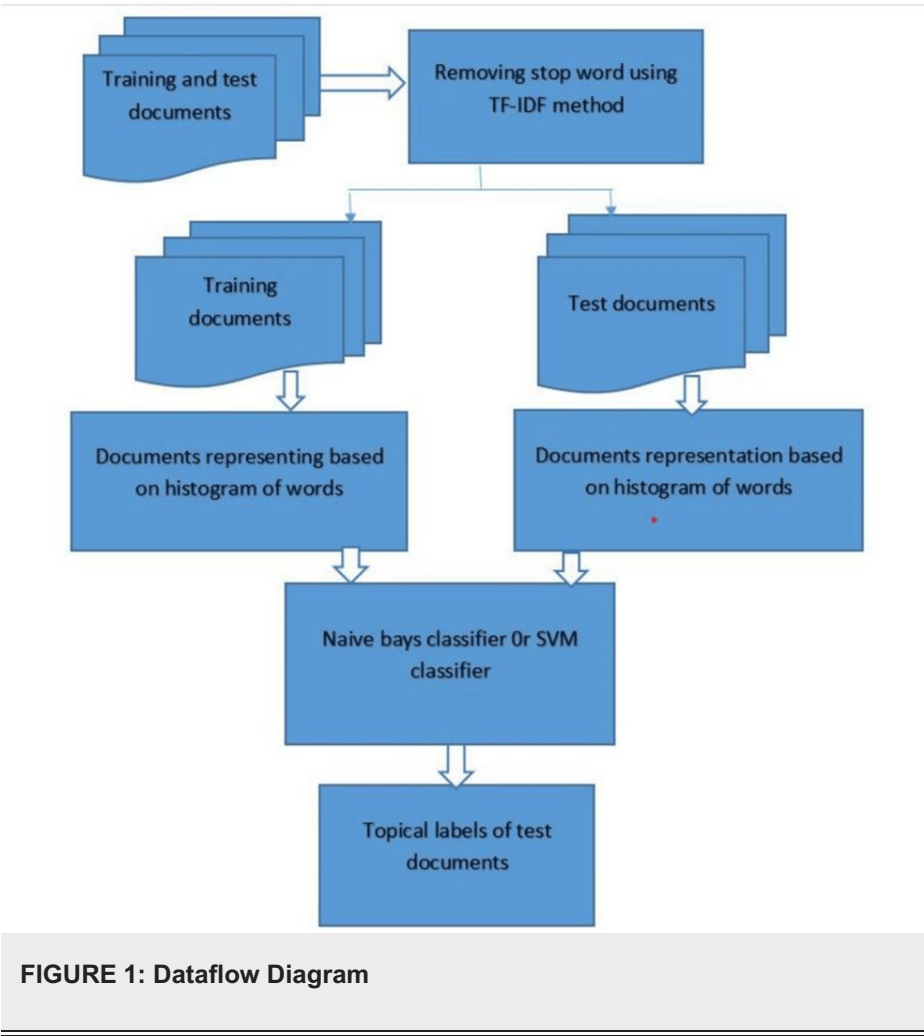 Training and test
documents
Removing stop word using
TF-IDF method
Training
documents
Test documents
Documents representing based
on histogram of words
Documents representation based
on histogram of words
Naive bays classifier 0r SVM
classifier
Topical labels of test
documents
FIGURE 1: Dataflow Diagram